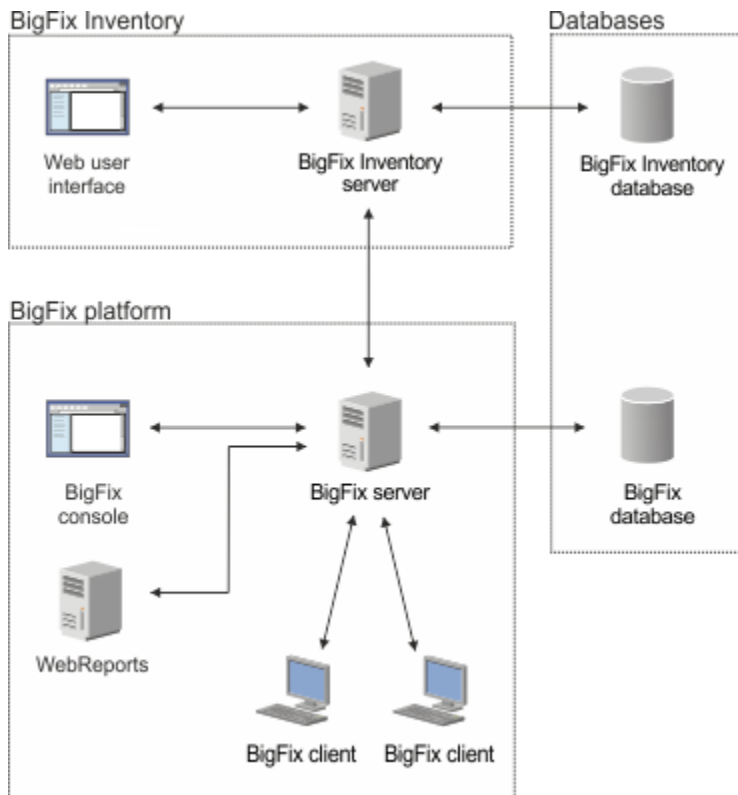 BigFix Inventory
Databases
Web user
interface
BigFix Inventory
server
BigFix Inventory
database
BigFix platform
BigFix
console
BigFix server
BigFix
database
WebReports
BigFix client
BigFix client